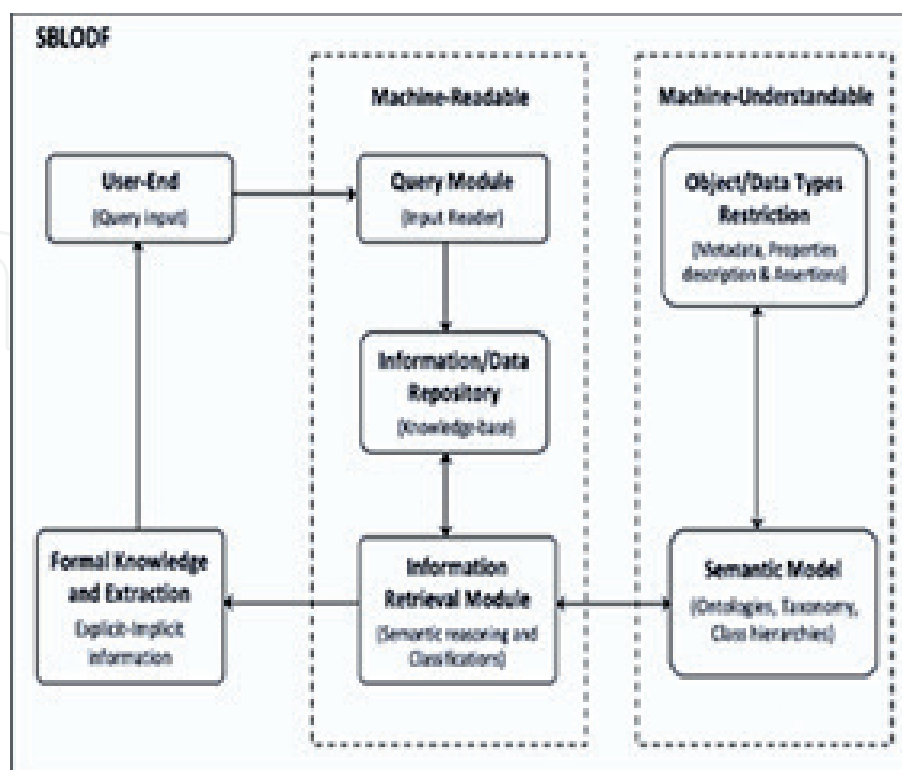 SBLODF
Machine-Readable
Machine-Understandable
User-End
(Query input)
Query Module
(Input Reader)
Object/Data Types
Restriction
(Metadata, Properties
description & Assertions)
Information/Data
Repository
(Knowledge-base)
Formal Knowledge
and Extraction
Explicit-Implicit
information
Information
Retrieval Module
(Semantic reasoning and
Classifications)
Semantic Model
(Ontologies, Taxonomy,
Class hierarchies)